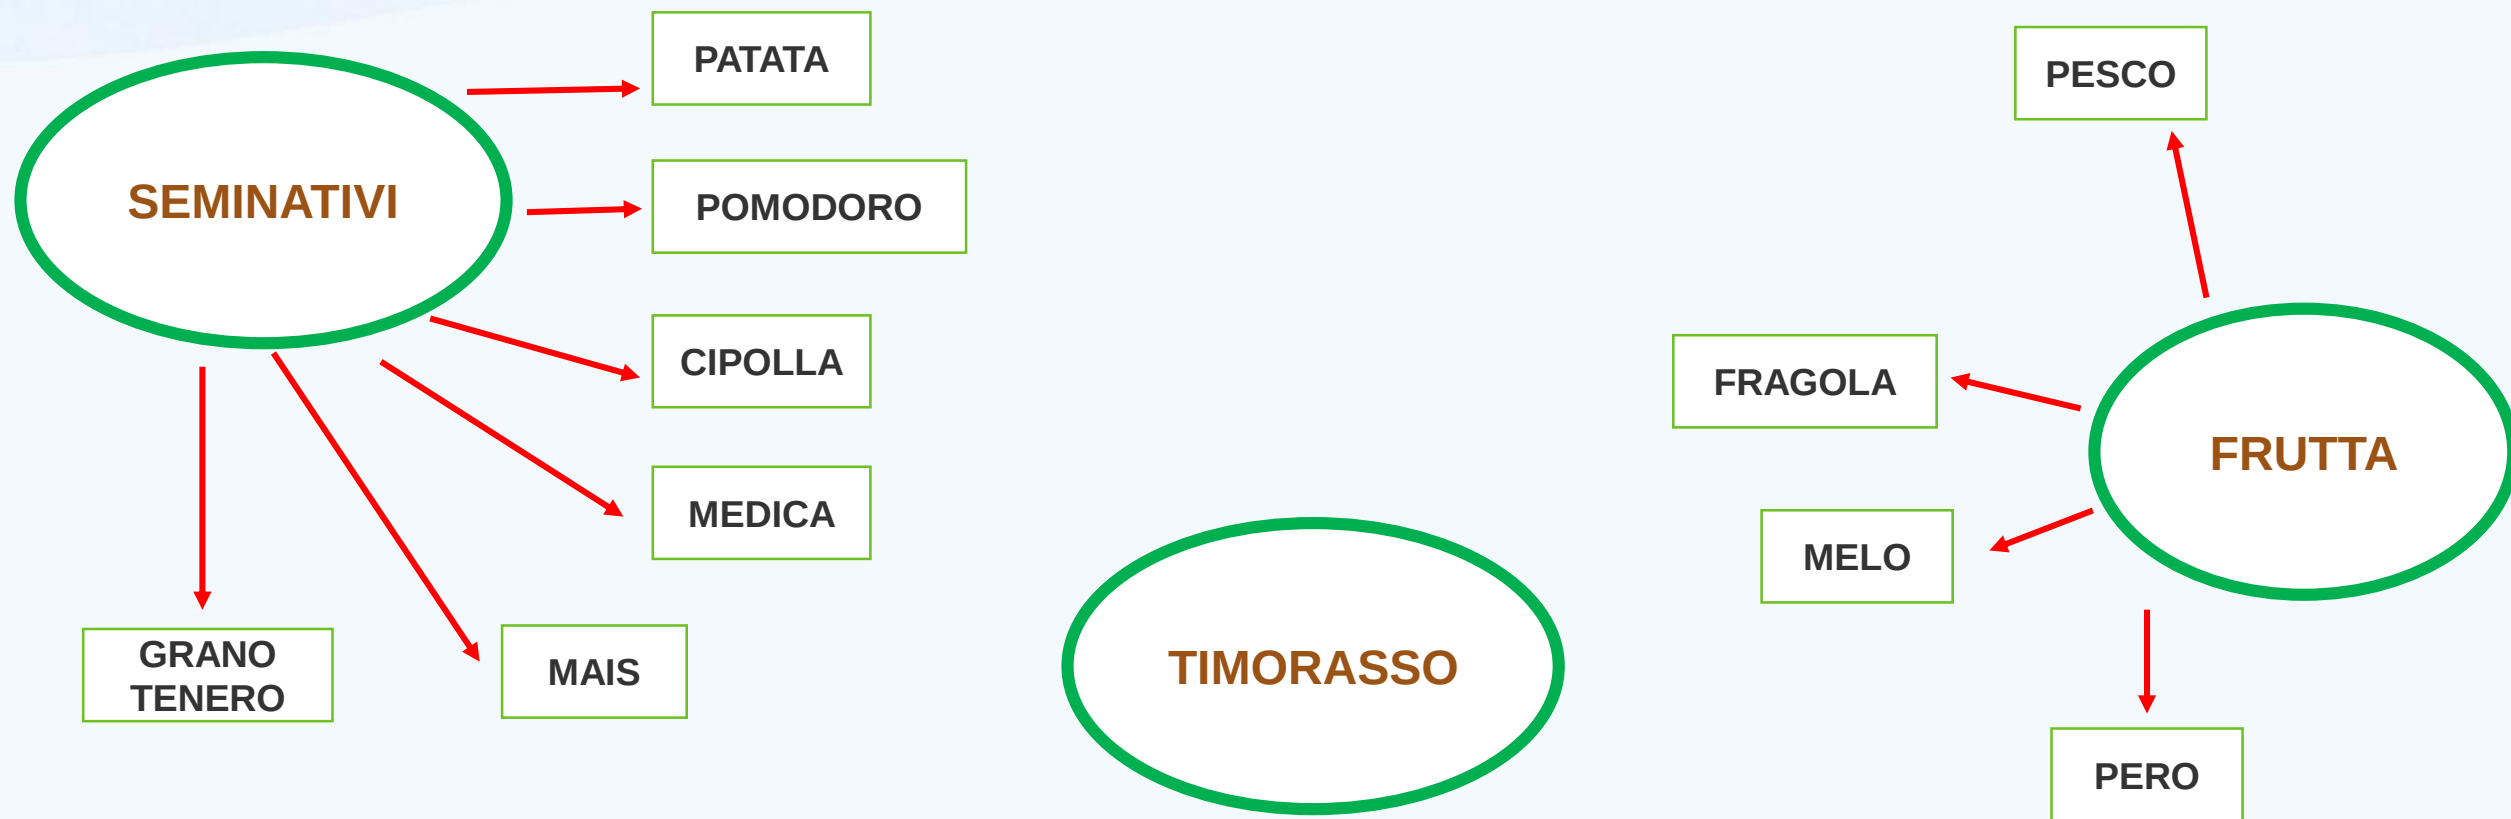 SEMINATIVI
PATATA
POMODORO
CIPOLLA
MEDICA
MAIS
GRANO
TENERO
TIMORASSO
PESCO
FRAGOLA
FRUTTA
MELO
PERO